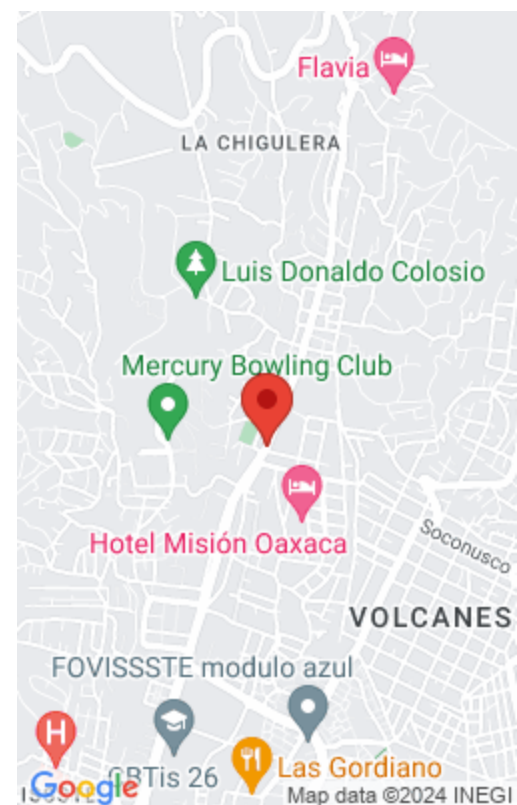 Flavia
LA CHIGULERA
Luis Donaldo Colosio
Mercury Bowling Club
Hotel Misión Oaxaca
Soconusco
VOLCANES
FOVISSSTE modulo azul
H
CBTis 26
Las Gordiano
Google
Map data ©2024 INEGI